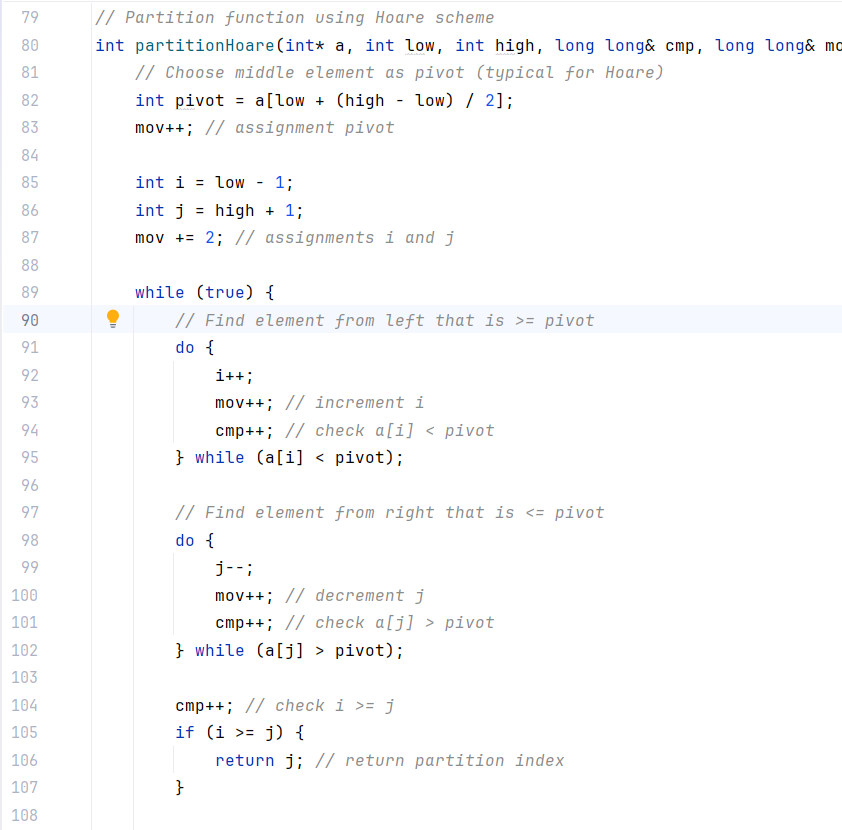 79 // Partition function using Hoare scheme
80 int partitionHoare(int* a, int low, int high, long long& cmp, long long& mo
81 // Choose middle element as pivot (typical for Hoare)
82 int pivot = a[low + (high - low) / 2];
83 mov++; // assignment pivot
84
85 int i = low - 1;
86 int j = high + 1;
87 mov += 2; // assignments i and j
88
89 while (true) {
90 // Find element from left that is >= pivot
91 do {
92 i++;
93 mov++; // increment i
94 cmp++; // check a[i] < pivot
95 } while (a[i] < pivot);
96
97 // Find element from right that is <= pivot
98 do {
99 j--;
100 mov++; // decrement j
101 cmp++; // check a[j] > pivot
102 } while (a[j] > pivot);
103
104 cmp++; // check i >= j
105 if (i >= j) {
106 return j; // return partition index
107 }
108